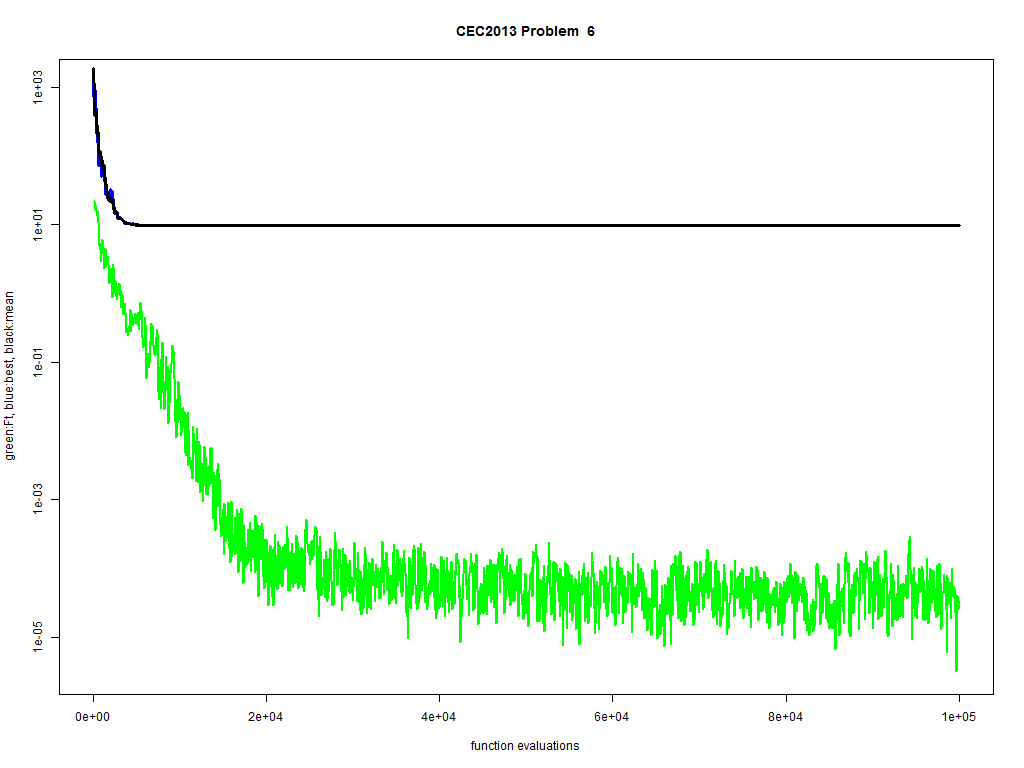 CEC2013 Problem  6
green:Ft, blue:best, black:mean
1e+03
1e+01
1e-01
1e-03
1e-05
0e+00 2e+04 4e+04 6e+04 8e+04 1e+05
function evaluations